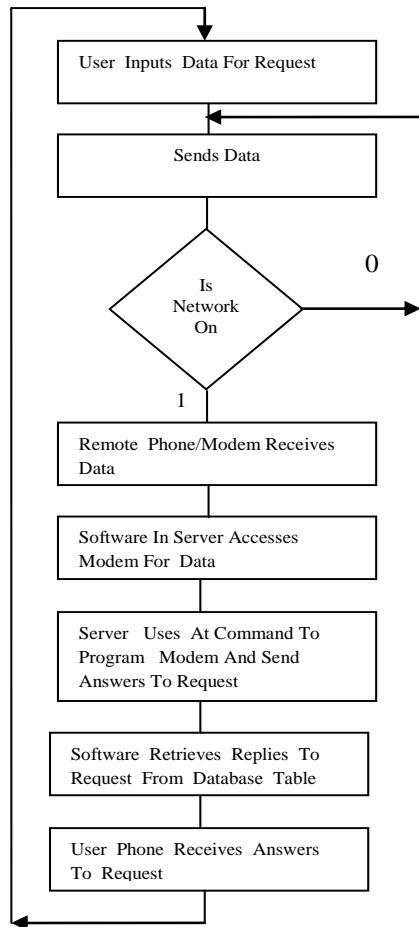 User Inputs Data For Request
Sends Data
Is
Network
On
0
1
Remote Phone/Modem Receives
Data
Software In Server Accesses
Modem For Data
Server Uses At Command To
Program Modem And Send
Answers To Request
Software Retrieves Replies To
Request From Database Table
User Phone Receives Answers
To Request